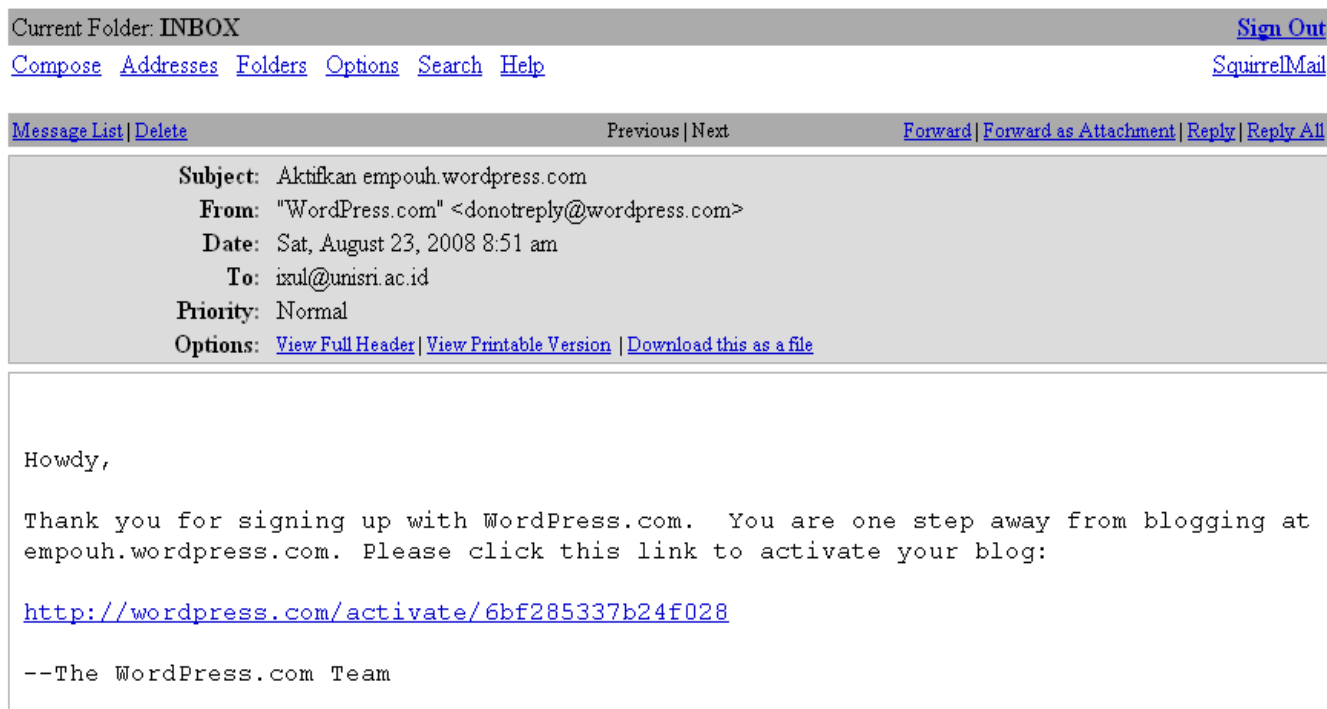 Current Folder: INBOX Sign Out
Compose Addresses Folders Options Search Help SquirrelMail
Message List | Delete Previous | Next Forward | Forward as Attachment | Reply | Reply All
Subject: Aktifkan empouh.wordpress.com
From: "WordPress.com" <donotreply@wordpress.com>
Date: Sat, August 23, 2008 8:51 am
To: ixul@unisri.ac.id
Priority: Normal
Options: View Full Header | View Printable Version | Download this as a file
Howdy,
Thank you for signing up with WordPress.com. You are one step away from blogging at
empouh.wordpress.com. Please click this link to activate your blog:
http://wordpress.com/activate/6bf285337b24f028
--The WordPress.com Team